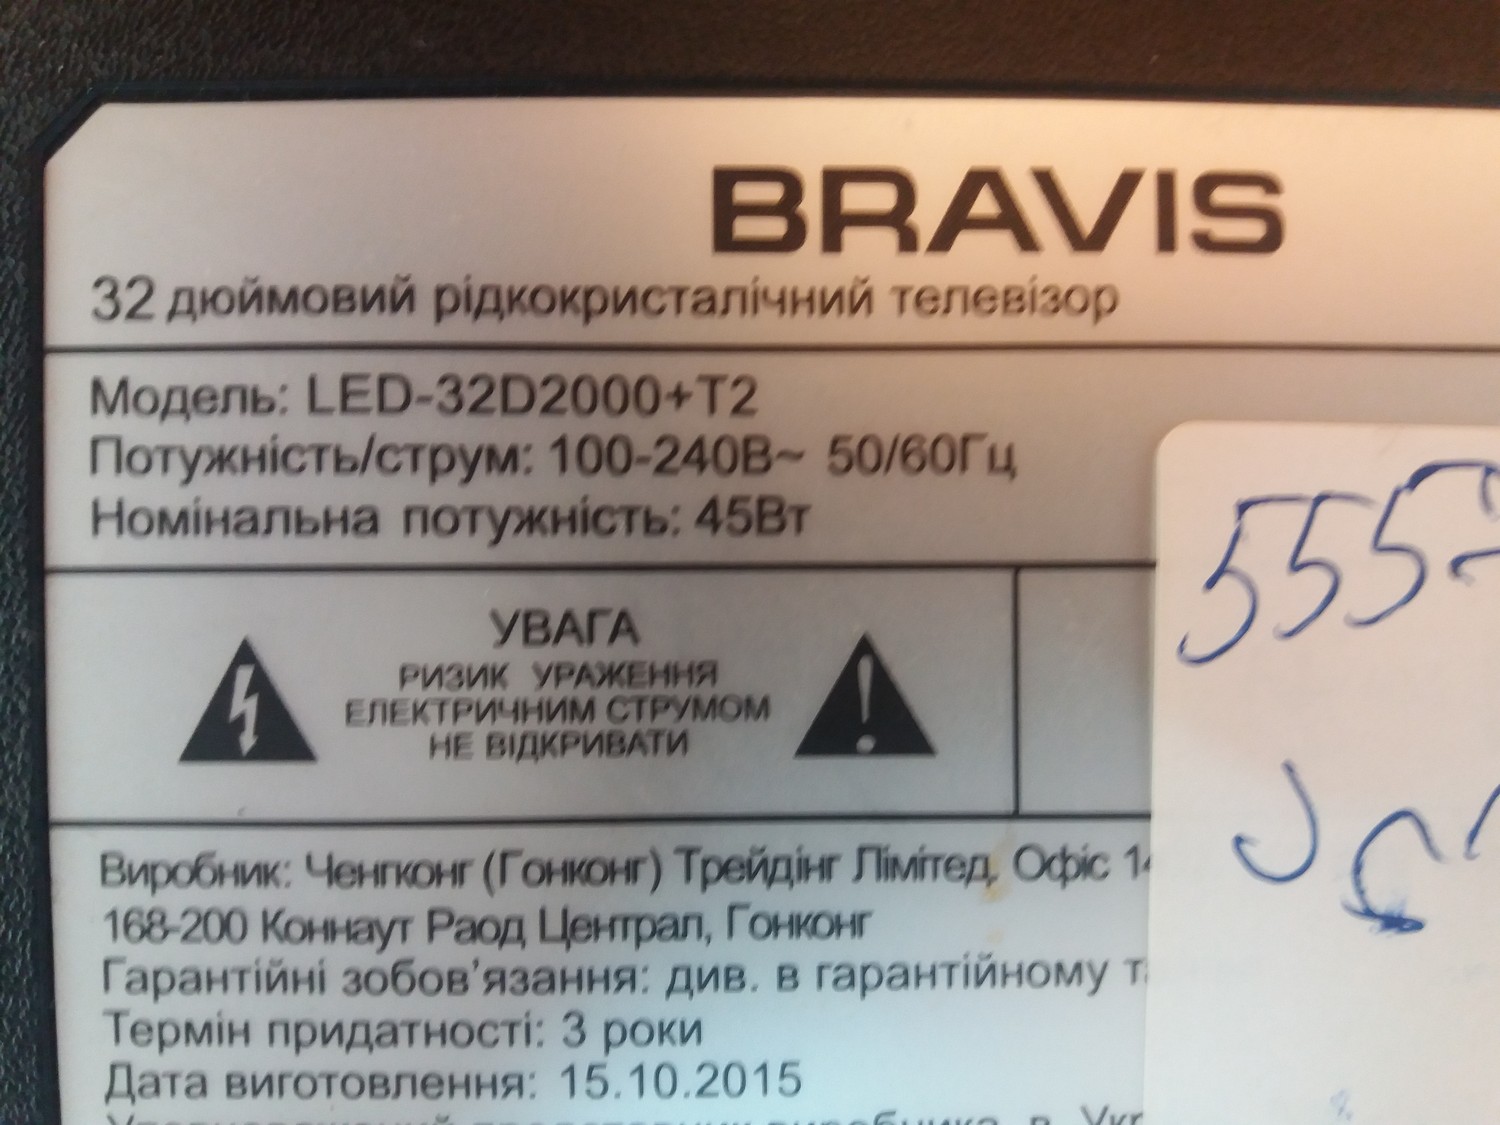 BRAVIS
32 дюймовий рідкокристалічний телевізор
Модель: LED-32D2000+T2
Потужність/струм: 100-240В~ 50/60Гц
Номінальна потужність: 45Вт
УВАГА
РИЗИК УРАЖЕННЯ
ЕЛЕКТРИЧНИМ СТРУМОМ
НЕ ВІДКРИВАТИ
555
Виробник: Ченгконг (Гонконг) Трейдінг Лімітед, Офіс
168-200 Коннаут Раод Централ, Гонконг
Гарантійні зобов'язання: див. в гарантійному
Термін придатності: 3 роки
Дата виготовлення: 15.10.2015